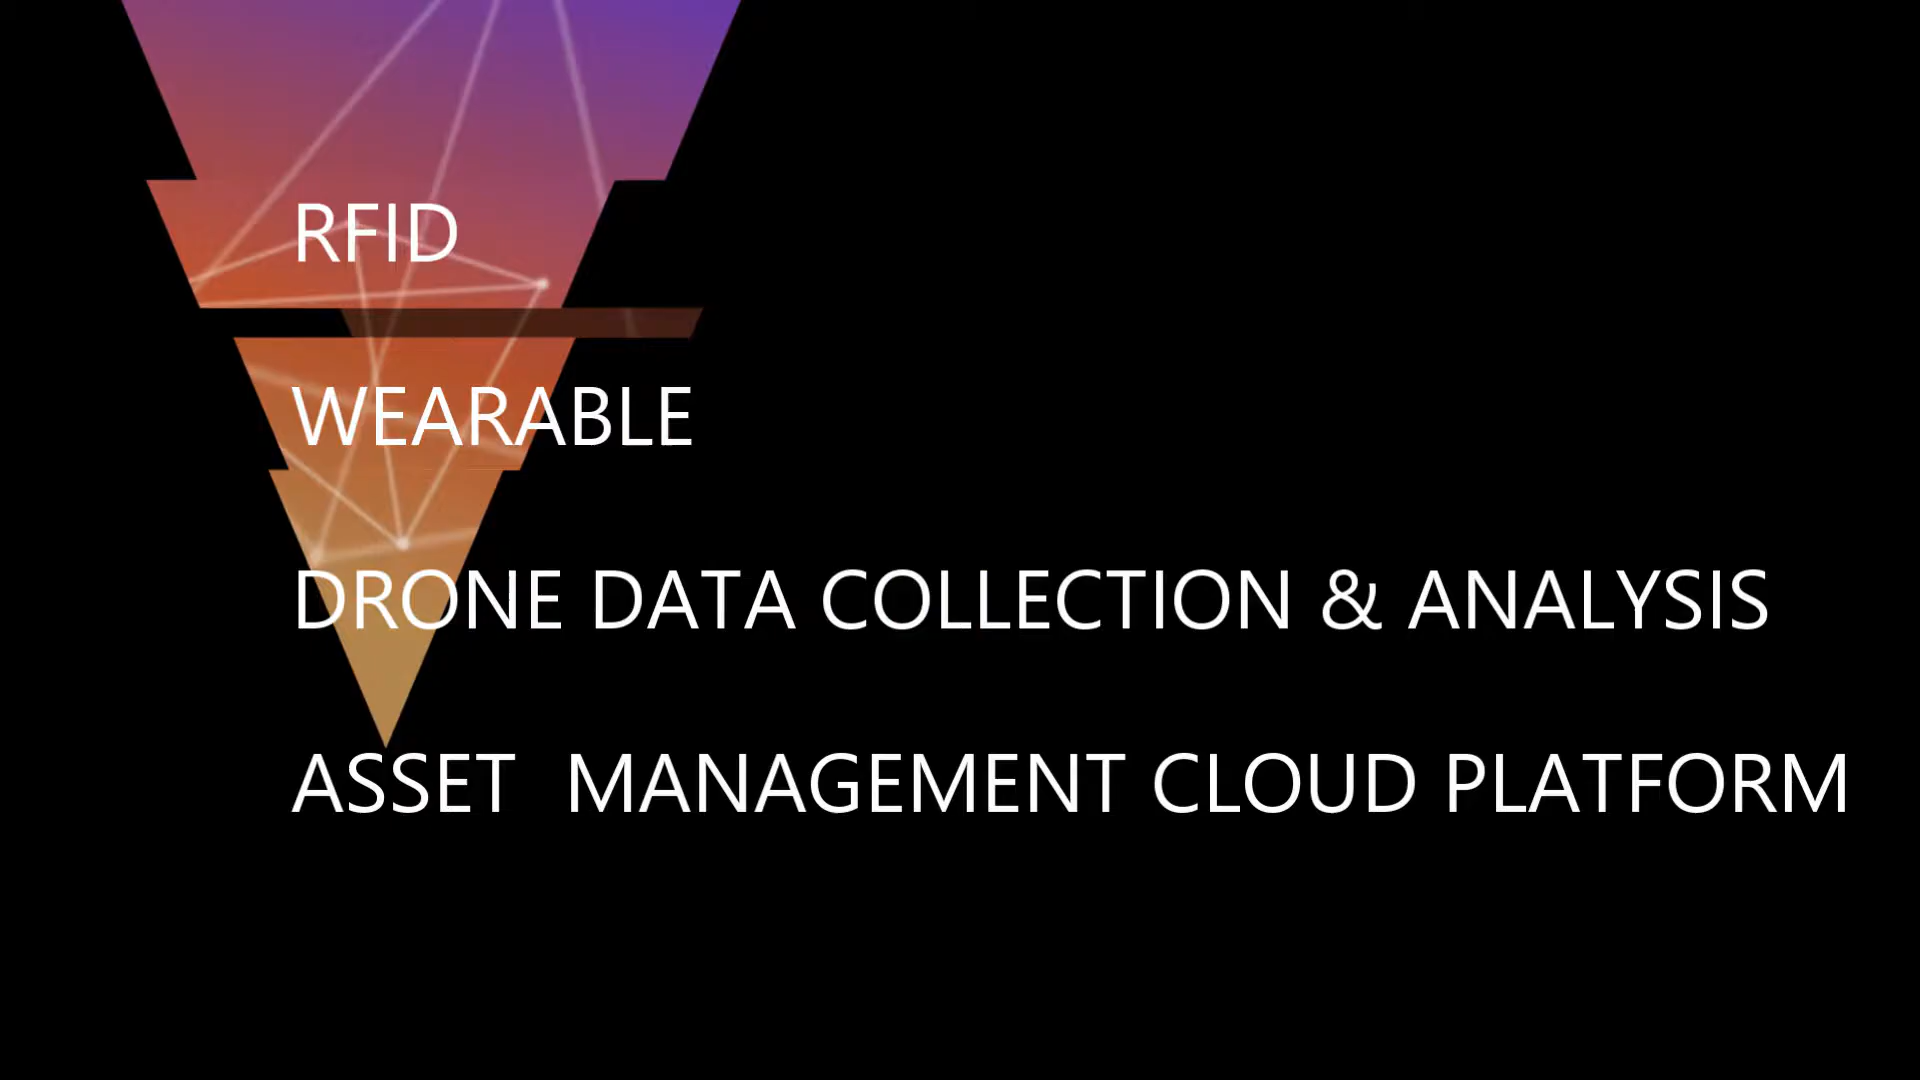 RFID
WEARABLE
DRONE DATA COLLECTION & ANALYSIS
ASSET  MANAGEMENT CLOUD PLATFORM